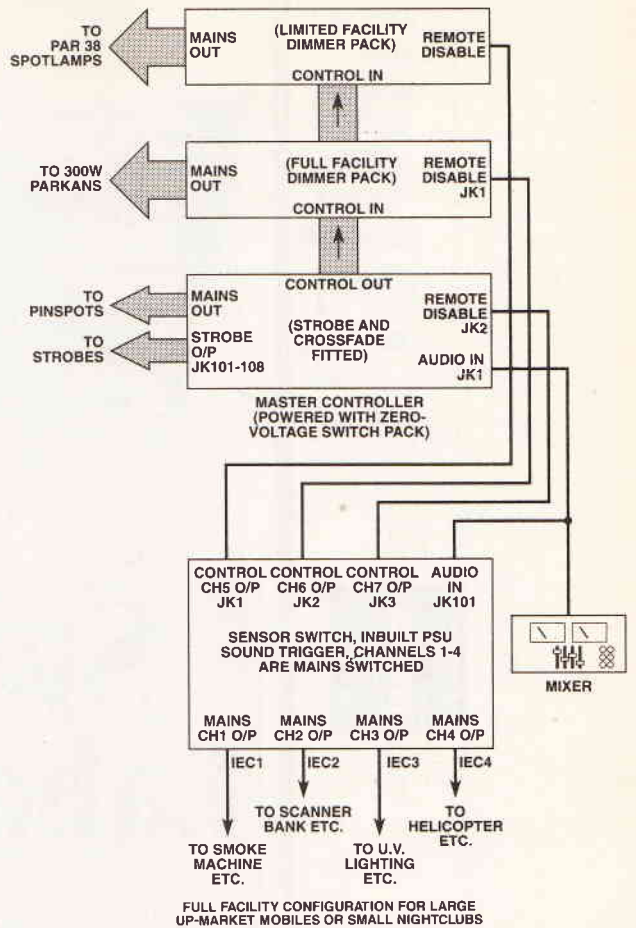 TO
PAR 38
SPOTLAMPS
MAINS
OUT
(LIMITED FACILITY
DIMMER PACK)
REMOTE
DISABLE
CONTROL IN
TO 300W
PARKANS
MAINS
OUT
(FULL FACILITY
DIMMER PACK)
REMOTE
DISABLE
JK1
CONTROL IN
CONTROL OUT
TO
PINSPOTS
MAINS
OUT
REMOTE
DISABLE
JK2
TO
STROBES
STROBE
O/P
JK101-108
(STROBE AND
CROSSFADE
FITTED)
AUDIO IN
JK1
MASTER CONTROLLER
(POWERED WITH ZERO-
VOLTAGE SWITCH PACK)
CONTROL
CH5 O/P
JK1
CONTROL
CH6 O/P
JK2
CONTROL
CH7 O/P
JK3
AUDIO
IN
JK101
SENSOR SWITCH, INBUILT PSU
SOUND TRIGGER, CHANNELS 1-4
ARE MAINS SWITCHED
MIXER
MAINS
CH1 O/P
MAINS
CH2 O/P
MAINS
CH3 O/P
MAINS
CH4 O/P
IEC1
IEC2
IEC3
IEC4
TO SMOKE
MACHINE
ETC.
TO SCANNER
BANK ETC.
TO U.V.
LIGHTING
ETC.
TO
HELICOPTER
ETC.
FULL FACILITY CONFIGURATION FOR LARGE
UP-MARKET MOBILES OR SMALL NIGHTCLUBS